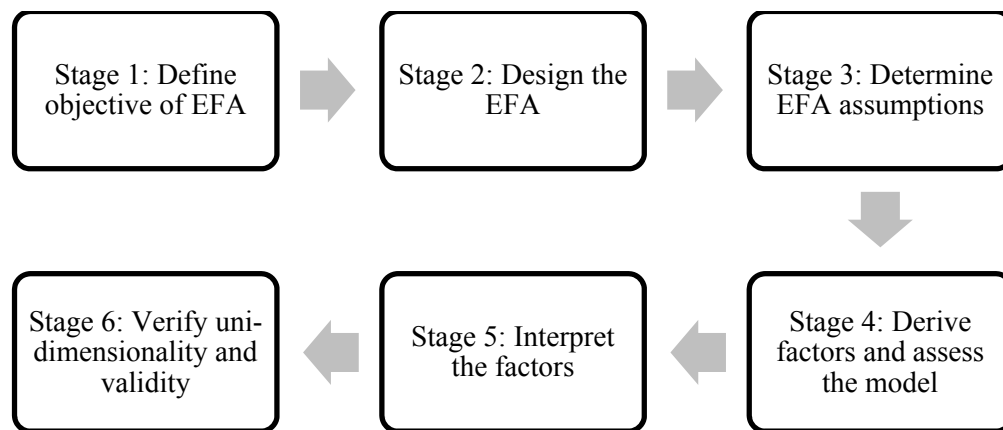 Stage 1: Define
objective of EFA
Stage 2: Design the
EFA
Stage 3: Determine
EFA assumptions
Stage 4: Derive
factors and assess
the model
Stage 5: Interpret
the factors
Stage 6: Verify uni-
dimensionality and
validity